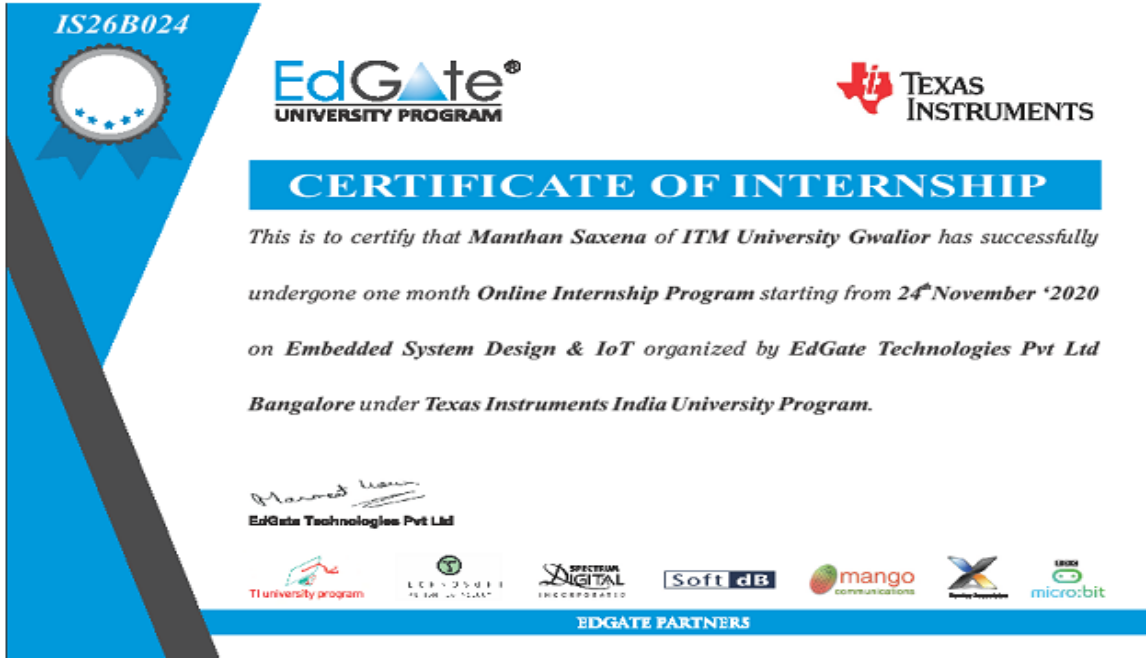 IS26B024
EdGate®
UNIVERSITY PROGRAM
TEXAS
INSTRUMENTS
CERTIFICATE OF INTERNSHIP
This is to certify that Manthan Saxena of ITM University Gwalior has successfully
undergone one month Online Internship Program starting from 24th November ‘2020
on Embedded System Design & IoT organized by EdGate Technologies Pvt Ltd
Bangalore under Texas Instruments India University Program.
EdGate Technologies Pvt Ltd
TI university program
SPECTRUM
DIGITAL
INCORPORATED
Soft dB
mango
communications
micro:bit
EDGATE PARTNERS